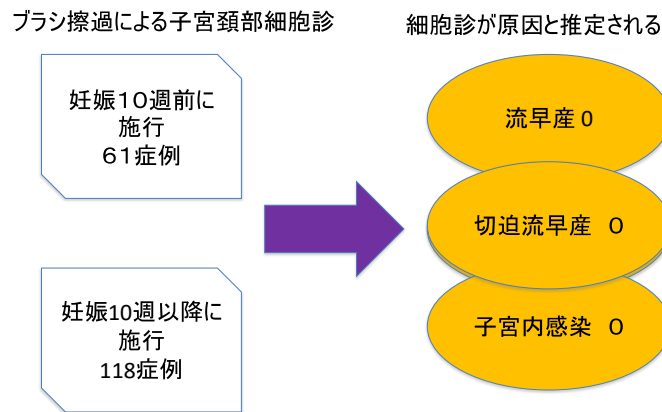 ブラシ擦過による子宮頚部細胞診
細胞診が原因と推定される
妊娠１０週前に
施行
６１症例
妊娠10週以降に
施行
118症例
流早産 0
切迫流早産　０
子宮内感染　０